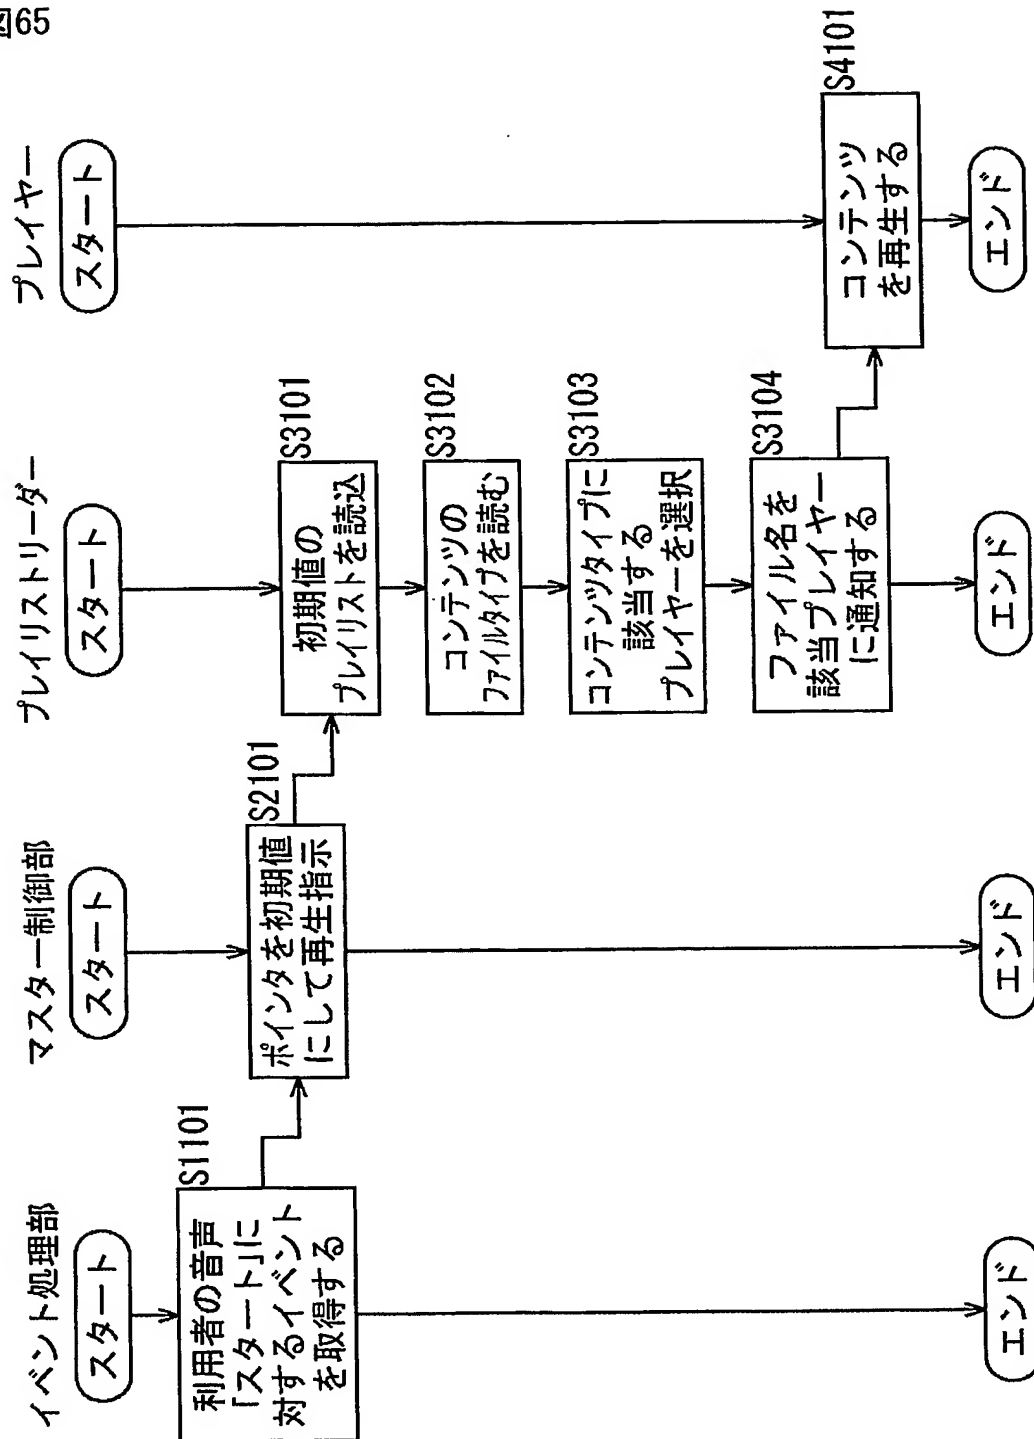 図65
イベント処理部
スタート
S1101
利用者の音声
「スタート」に
対するイベント
を取得する
エンド
マスター制御部
スタート
S2101
ポインタを初期値
にして再生指示
エンド
プレイリストリーダー
スタート
S3101
初期値の
プレイリストを読込
S3102
コンテンツの
ファイルタイプを読む
S3103
コンテンツタイプに
該当する
プレイヤーを選択
S3104
ファイル名を
該当プレイヤー
に通知する
エンド
プレイヤー
スタート
S4101
コンテンツ
を再生する
エンド